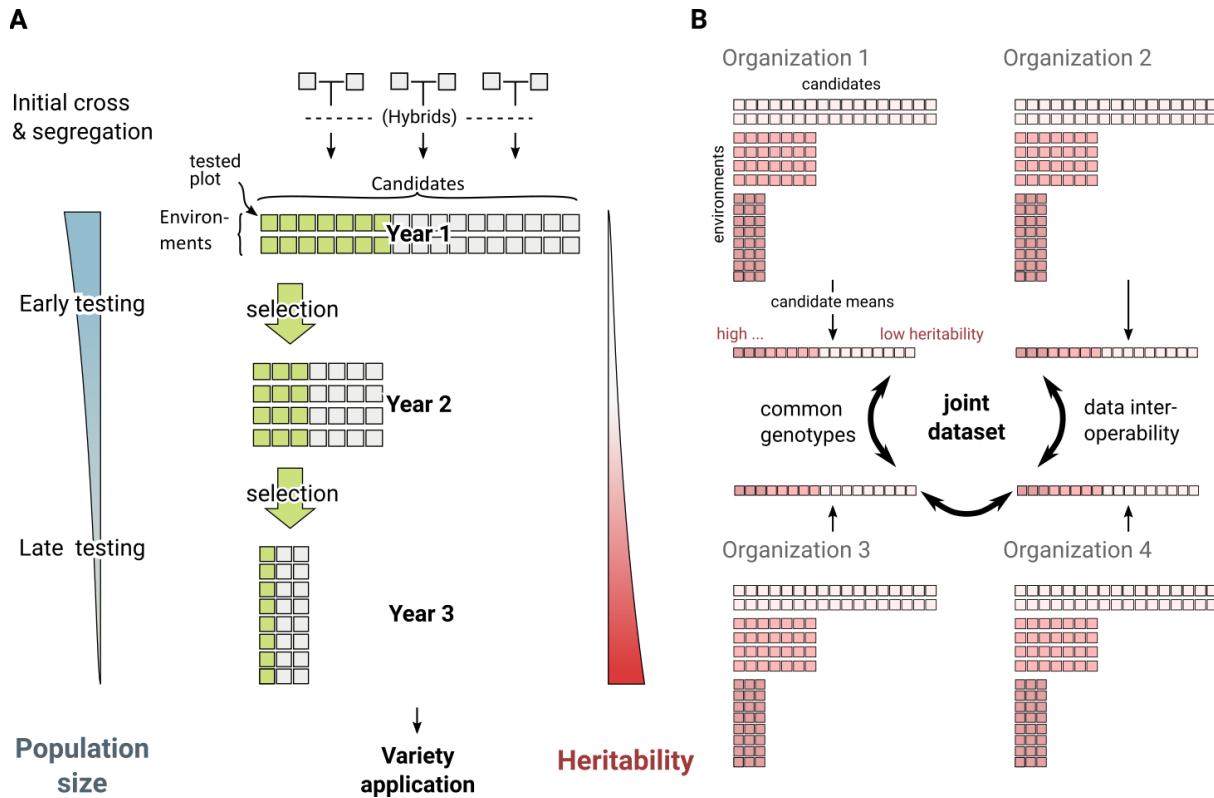 A
Initial cross
& segregation
(Hybrids)
tested
plot
Candidates
Environ-
ments
Year 1
Early testing
selection
Year 2
selection
Late testing
Year 3
Population
size
Variety
application
Heritability
B
Organization 1
Organization 2
candidates
environments
candidate means
high ...
low heritability
common
genotypes
joint
dataset
data inter-
operability
Organization 3
Organization 4